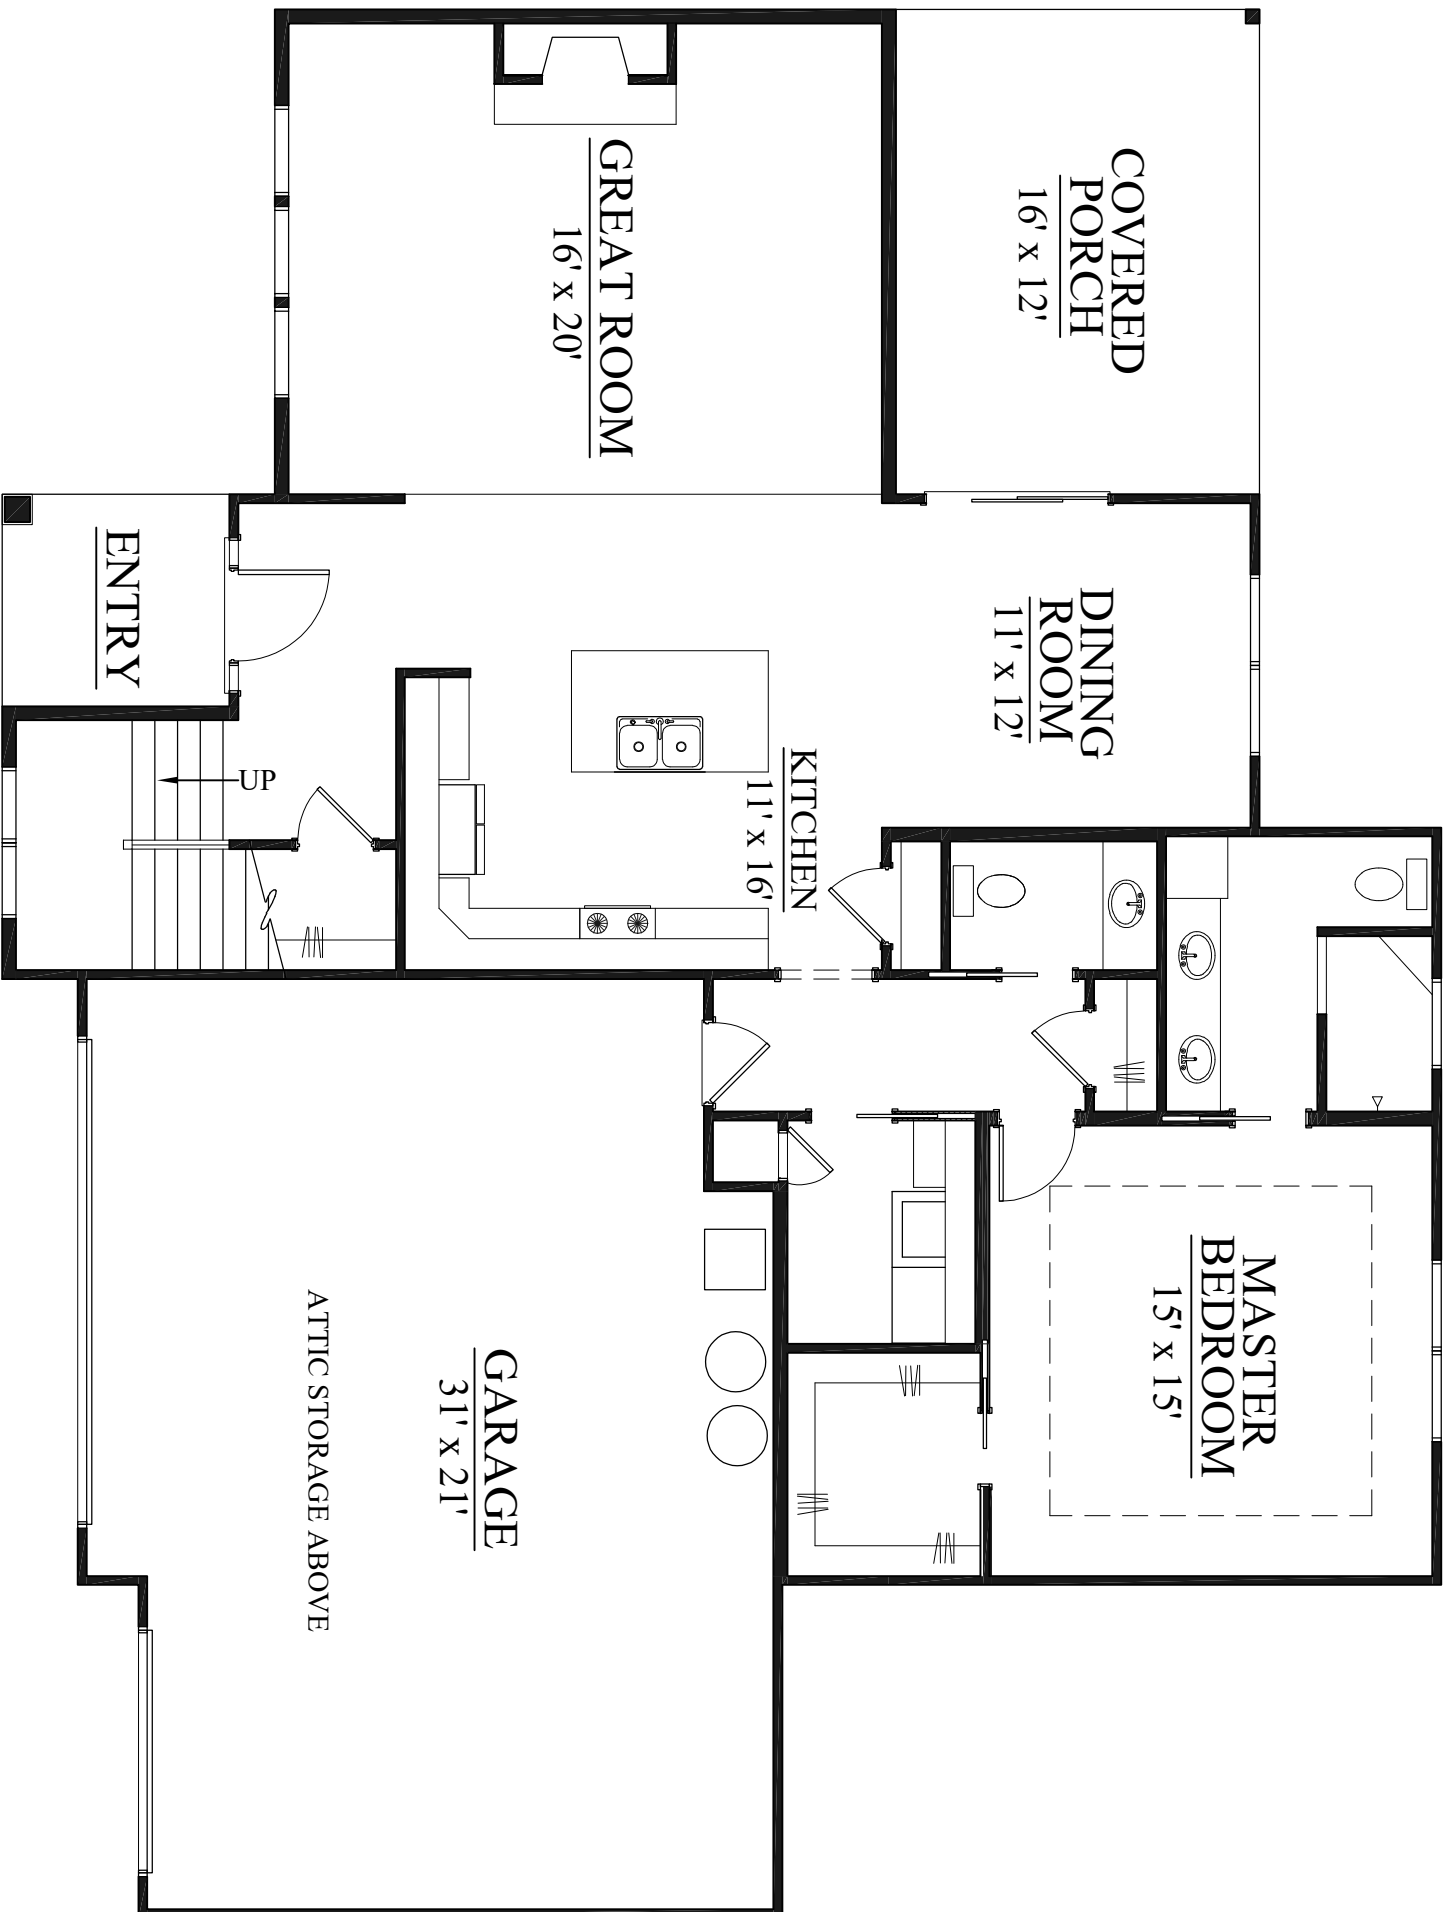 COVERED
PORCH
16' x 12'
GREAT ROOM
16' x 20'
DINING
ROOM
11' x 12'
KITCHEN
11' x 16'
ENTRY
UP
MASTER
BEDROOM
15' x 15'
GARAGE
31' x 21'
ATTIC STORAGE ABOVE